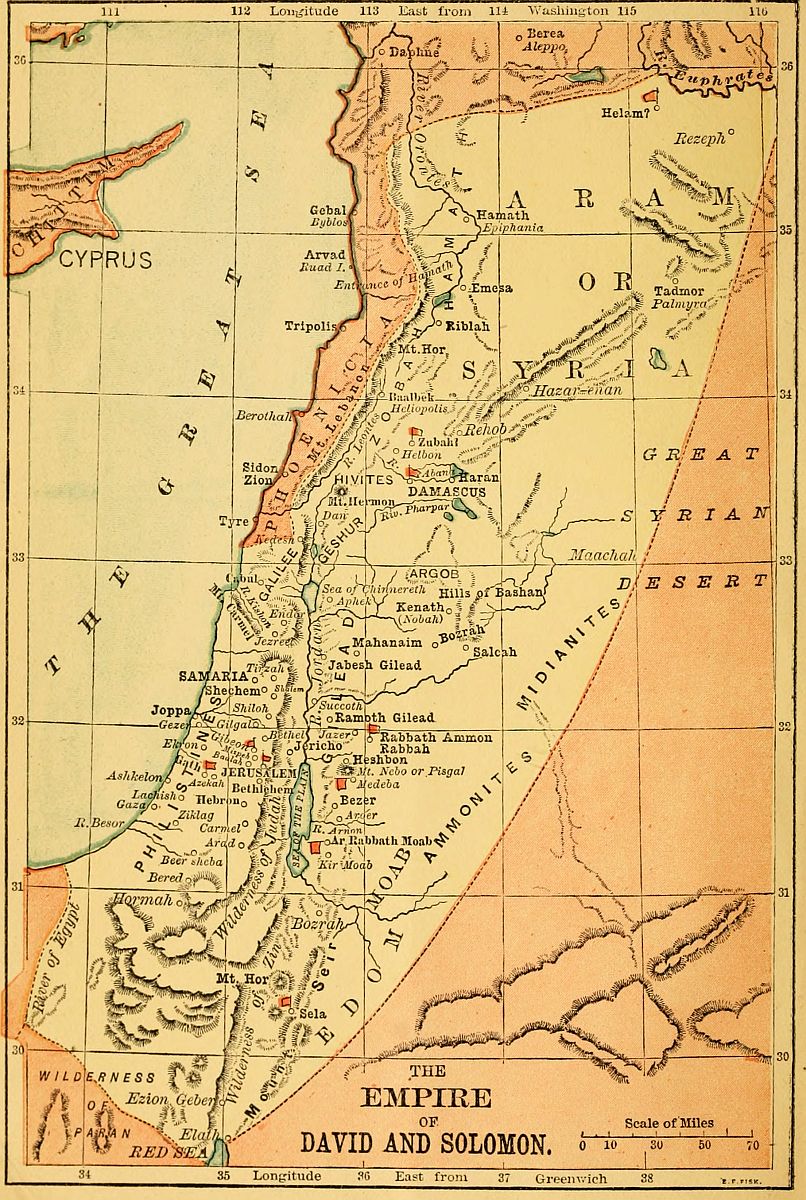 111 112 Longitude 113 East from 114 Washington 115 116
36
Daphne
Berea
Aleppo
36
R. Euphrates
River Orontes
Helam?
Rezeph
CHITTIM
CYPRUS
THE GREAT SEA
HAMATH
ARAM
OR
SYRIA
Gebal
Byblos
Hamath
Epiphania
35
Arvad
Ruad I.
Entrance of Hamath
Emesa
Tadmor
Palmyra
Tripolis
Riblah
Mt. Hor
PHOENICIA
Mt. Lebanon
ZOBAH
34
Baalbek
Heliopolis
Hazar-enan
34
Berothah
R. Leontes
Zubah?
Rehob
Helbon
GREAT
SYRIAN
DESERT
Sidon
Zion
R. Abana
Haran
HIVITES
DAMASCUS
Mt. Hermon
Riv. Pharpar
Tyre
Dan
Kedesh
GESHUR
33
Maachah
33
GALILEE
Cabul
ARGOB
Sea of Chinnereth
Aphek
Hills of Bashan
R. Kishon
Mt. Carmel
Kenath
(Nobah)
Endor
Jezreel
Mahanaim
Bozrah
Salcah
MIDIANITES
Tirzah
SAMARIA
Jabesh Gilead
Shechem
Shalem
R. Jordan
GILEAD
Joppa
Shiloh
Succoth
32
Gezer
Gilgal
Ramoth Gilead
32
Ekron
Gibeon
Bethel
Jazer
Rabbath Ammon
Rabbah
Jericho
Gath
JERUSALEM
Heshbon
Mt. Nebo or Pisgah
Ashkelon
Azekah
Bethlehem
Medeba
Lachish
Hebron
SEA OF THE PLAIN
Bezer
Gaza
Ziklag
Aroer
AMMONITES
R. Besor
Carmel
R. Arnon
PHILISTINES
Arad
Ar Rabbath Moab
Beer sheba
Kir Moab
Bered
31
Wilderness of Judah
MOAB
31
Hormah
Bozrah
River of Egypt
Wilderness of Zin
EDOM
Mt. Hor
Mount Seir
Sela
30
30
WILDERNESS
OF
PARAN
Ezion Geber
Elath
RED SEA
THE
EMPIRE
OF
DAVID AND SOLOMON.
Scale of Miles
0 10 30 50 70
34 35 Longitude 36 East from 37 Greenwich 38
E.F. FISK.